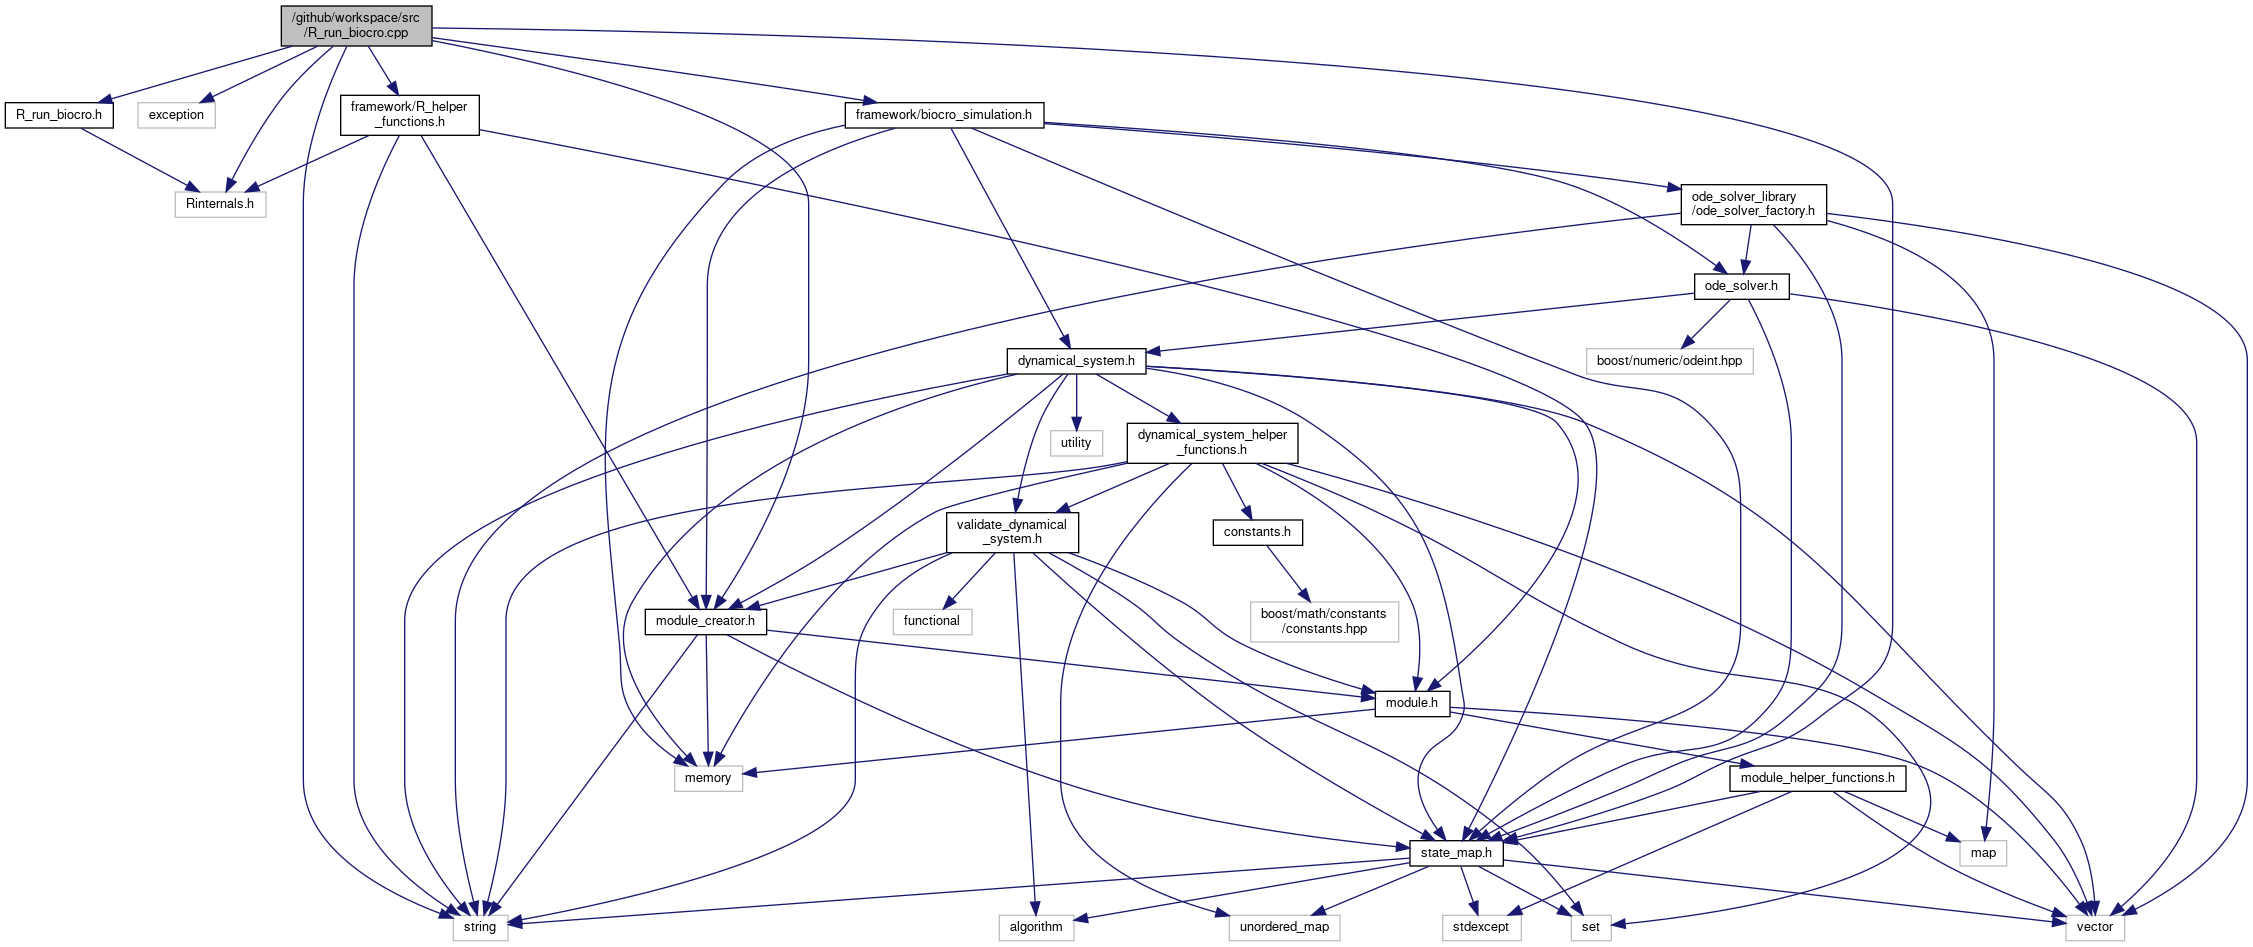 /github/workspace/src
/R_run_biocro.cpp
R_run_biocro.h
exception
framework/R_helper
_functions.h
framework/biocro_simulation.h
Rinternals.h
ode_solver_library
/ode_solver_factory.h
ode_solver.h
dynamical_system.h
boost/numeric/odeint.hpp
utility
dynamical_system_helper
_functions.h
validate_dynamical
_system.h
constants.h
module_creator.h
functional
boost/math/constants
/constants.hpp
module.h
memory
module_helper_functions.h
state_map.h
map
string
algorithm
unordered_map
stdexcept
set
vector